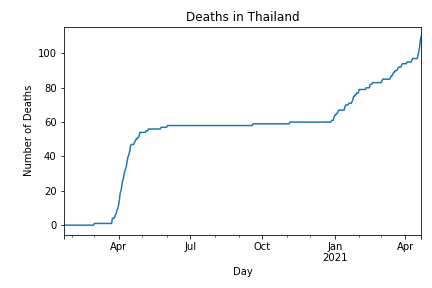 Deaths in Thailand
Number of Deaths
100
80
60
40
20
0
Apr
Jul
Oct
Jan
2021
Apr
Day